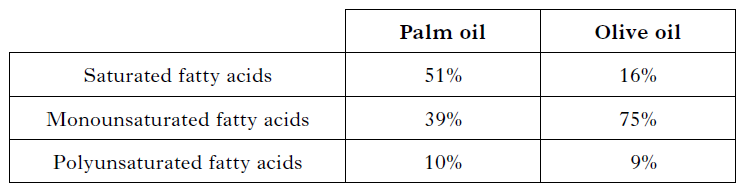 Palm oil Olive oil
Saturated fatty acids 51% 16%
Monounsaturated fatty acids 39% 75%
Polyunsaturated fatty acids 10% 9%